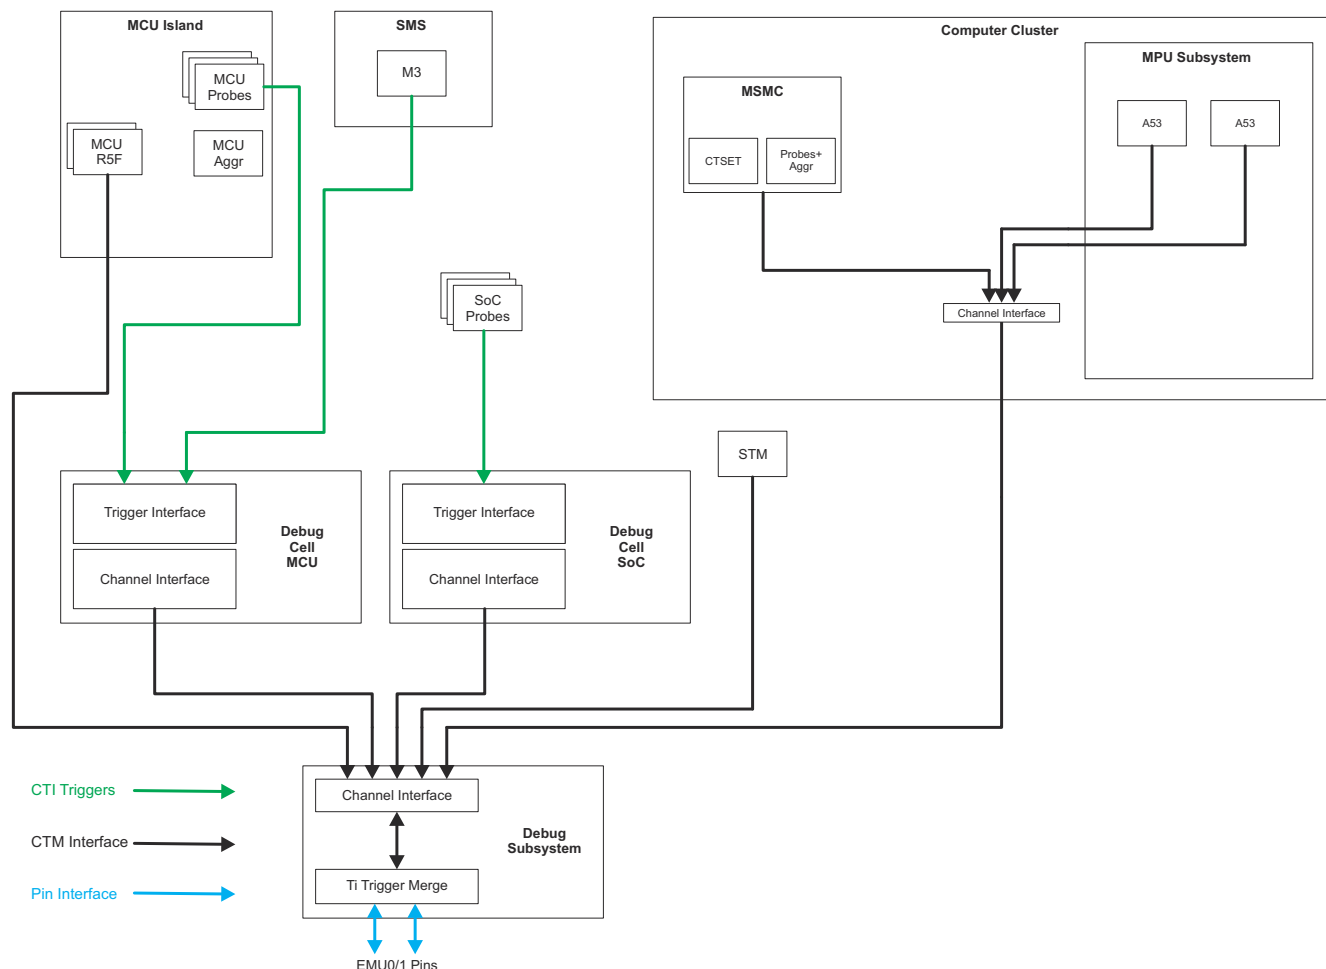 MCU Island
MCU
Probes
MCU
R5F
MCU
Aggr
SMS
M3
Computer Cluster
MPU Subsystem
MSMC
CTSET
Probes+
Aggr
A53
A53
Channel Interface
SoC
Probes
STM
Trigger Interface
Channel Interface
Debug
Cell
MCU
Trigger Interface
Channel Interface
Debug
Cell
SoC
Channel Interface
Ti Trigger Merge
Debug
Subsystem
EMU0/1 Pins
CTI Triggers
CTM Interface
Pin Interface